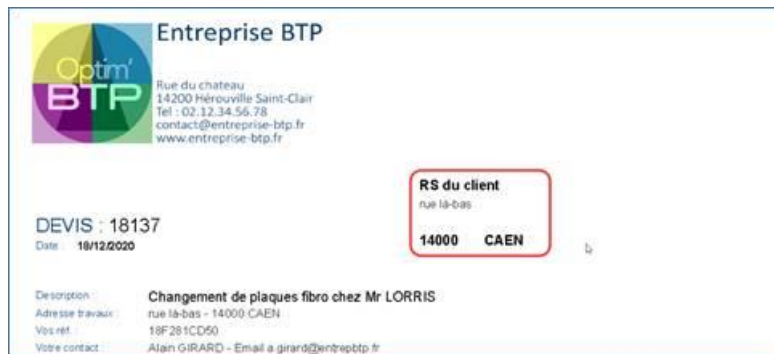 Entreprise BTP
Optim'
BTP
Rue du chateau
14200 Hérouville Saint-Clair
Tel : 02.12.34.56.78
contact@entreprise-btp.fr
www.entreprise-btp.fr
RS du client
rue là-bas
14000 CAEN
DEVIS : 18137
Date : 18/12/2020
Description : Changement de plaques fibro chez Mr LORRIS
Adresse travaux : rue là-bas - 14000 CAEN
Vos réf. : 18F281CD50
Votre contact : Alain GIRARD - Email a.girard@entrepbtp.fr